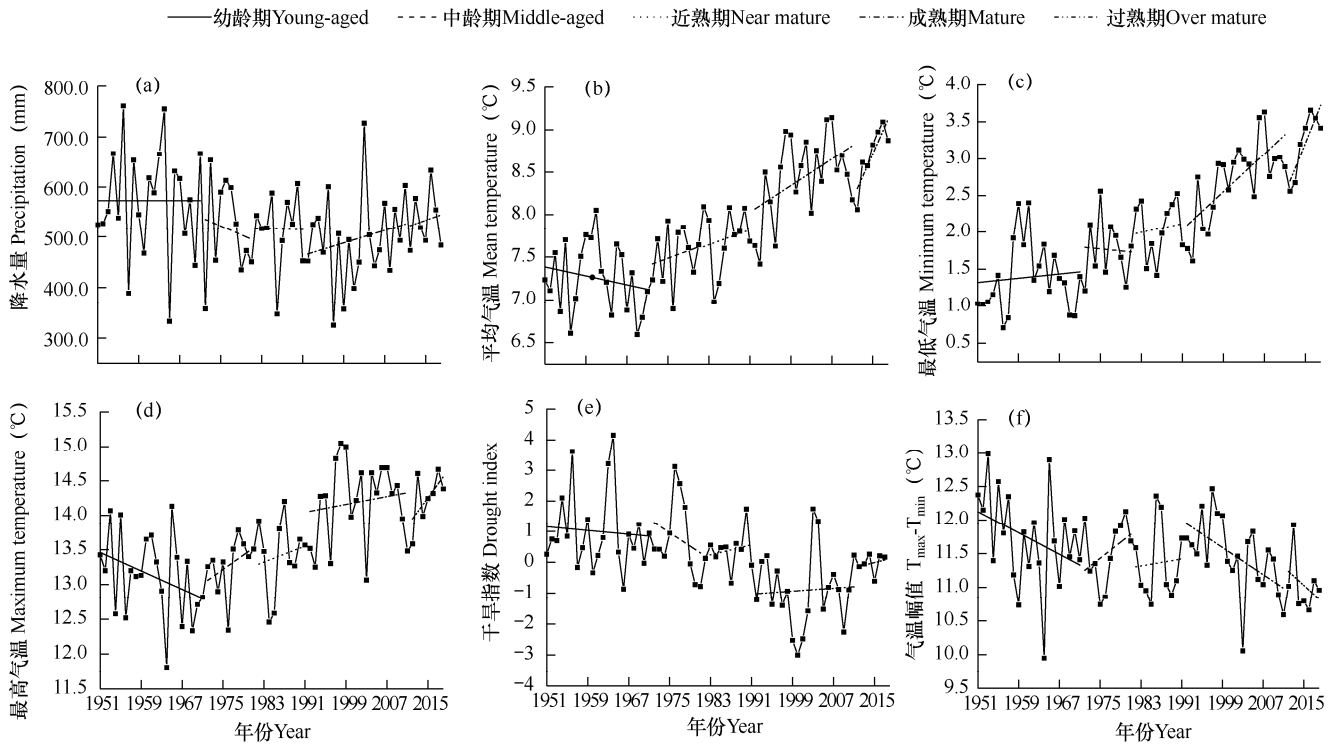 幼龄期Young-aged 中龄期Middle-aged 近熟期Near mature 成熟期Mature 过熟期Over mature
(a)
降水量 Precipitation (mm)
800.0
700.0
600.0
500.0
400.0
300.0
(b)
平均气温 Mean temperature (℃)
9.5
9.0
8.5
8.0
7.5
7.0
6.5
(c)
最低气温 Minimum temperature (℃)
4.0
3.5
3.0
2.5
2.0
1.5
1.0
0.5
(d)
最高气温 Maximum temperature (℃)
15.5
15.0
14.5
14.0
13.5
13.0
12.5
12.0
11.5
1951 1959 1967 1975 1983 1991 1999 2007 2015
年份Year
(e)
干旱指数 Drought index
5
4
3
2
1
0
−1
−2
−3
−4
1951 1959 1967 1975 1983 1991 1999 2007 2015
年份Year
(f)
气温幅值 Tmax-Tmin (℃)
13.5
13.0
12.5
12.0
11.5
11.0
10.5
10.0
9.5
1951 1959 1967 1975 1983 1991 1999 2007 2015
年份Year